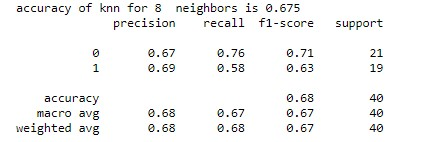 accuracy of knn for 8  neighbors is 0.675
              precision    recall  f1-score   support

           0       0.67      0.76      0.71        21
           1       0.69      0.58      0.63        19

    accuracy                           0.68        40
   macro avg       0.68      0.67      0.67        40
weighted avg       0.68      0.68      0.67        40